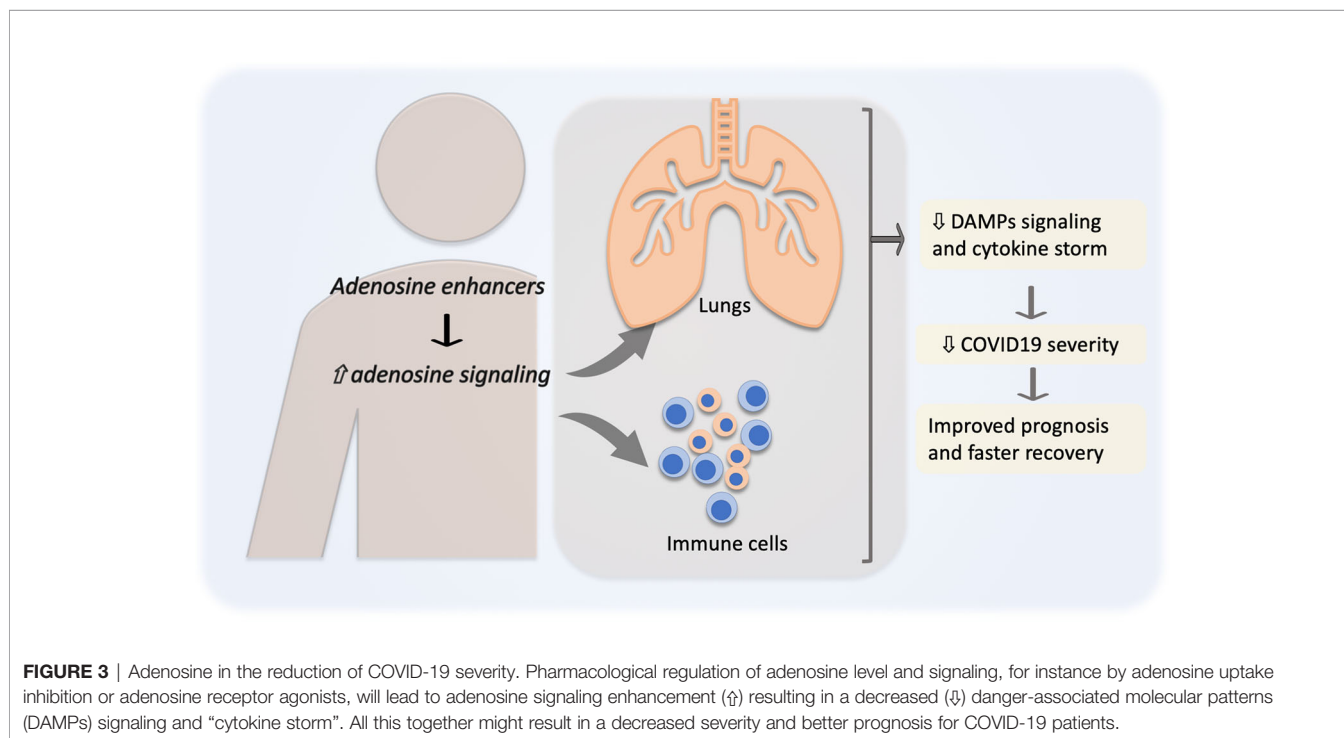 Adenosine enhancers
⇧ adenosine signaling
Lungs
Immune cells
⇩ DAMPs signaling
and cytokine storm
⇩ COVID19 severity
Improved prognosis
and faster recovery
FIGURE 3 | Adenosine in the reduction of COVID-19 severity. Pharmacological regulation of adenosine level and signaling, for instance by adenosine uptake
inhibition or adenosine receptor agonists, will lead to adenosine signaling enhancement (⇧) resulting in a decreased (⇩) danger-associated molecular patterns
(DAMPs) signaling and “cytokine storm”. All this together might result in a decreased severity and better prognosis for COVID-19 patients.